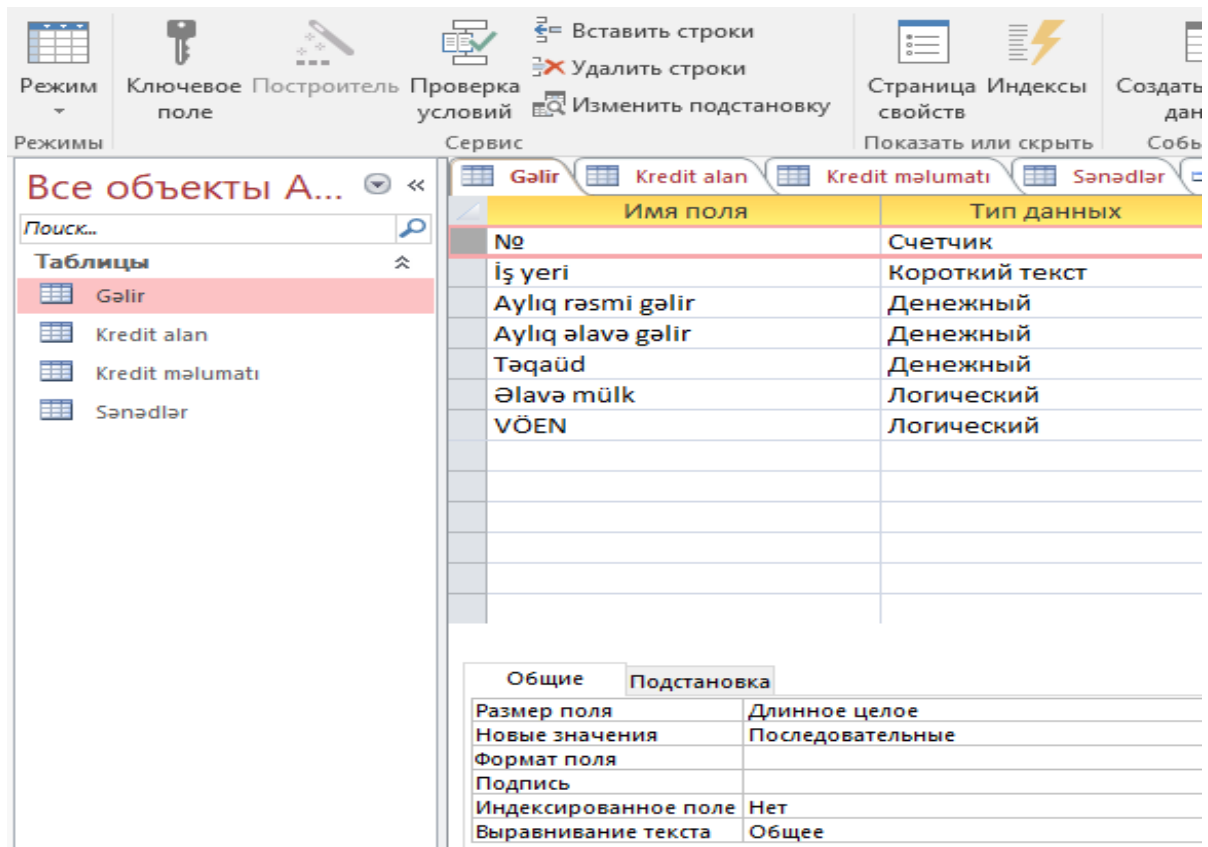 Режим
Ключевое поле
Построитель
Проверка условий
Вставить строки
Удалить строки
Изменить подстановку
Страница свойств
Индексы
Режимы
Сервис
Показать или скрыть
Все объекты A...
Поиск...
Таблицы
Gəlir
Kredit alan
Kredit məlumatı
Sənədlər
Gəlir Kredit alan Kredit məlumatı Sənədlər
Имя поля Тип данных
№ Счетчик
İş yeri Короткий текст
Aylıq rəsmi gəlir Денежный
Aylıq əlavə gəlir Денежный
Təqaüd Денежный
Əlavə mülk Логический
VÖEN Логический
Общие Подстановка
Размер поля Длинное целое
Новые значения Последовательные
Формат поля
Подпись
Индексированное поле Нет
Выравнивание текста Общее